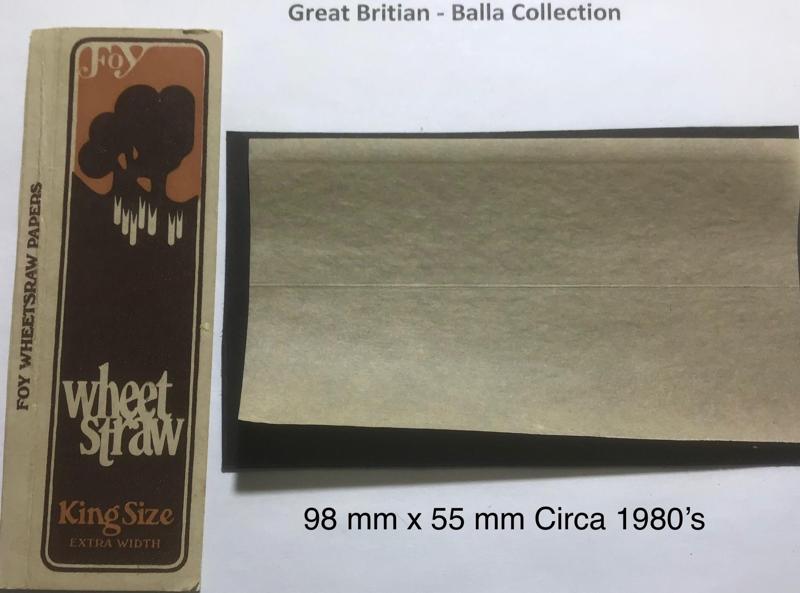 Great Britian - Balla Collection
Foy
wheet
straw
King Size
EXTRA WIDTH
FOY WHEETSRAW PAPERS
98 mm x 55 mm Circa 1980's